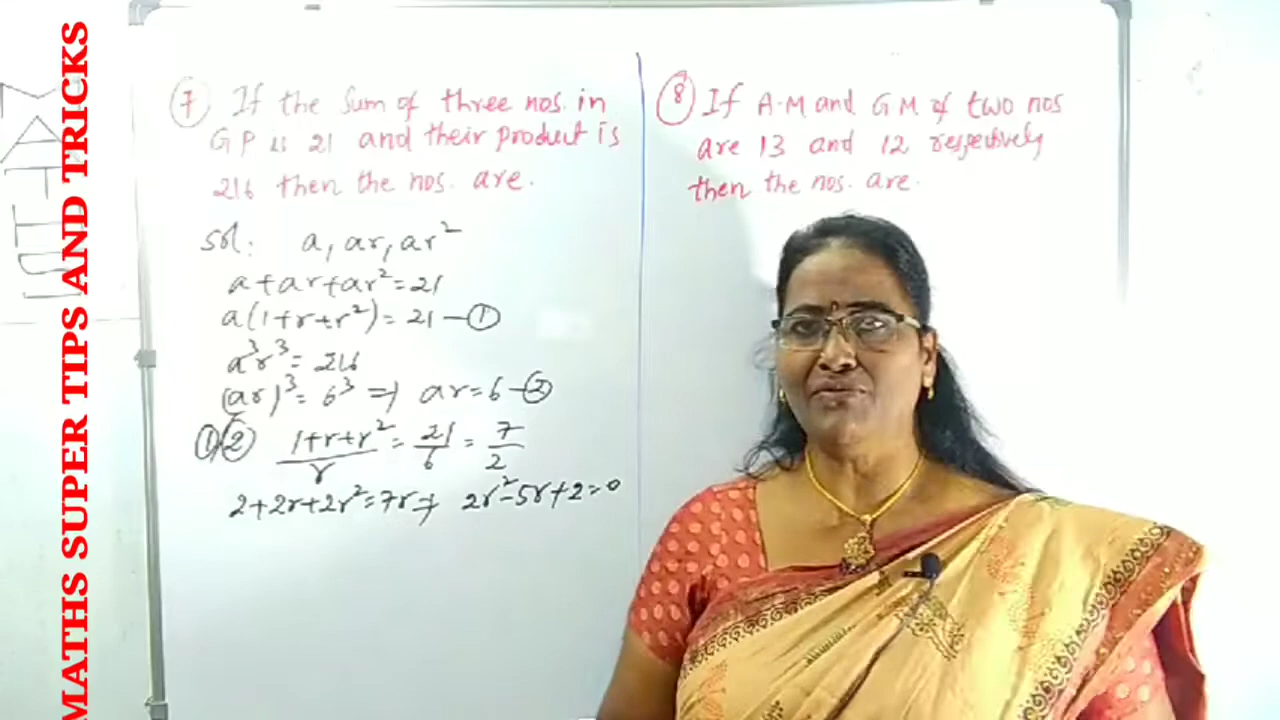 MATHS SUPER TIPS AND TRICKS
⑦ If the sum of three nos. in
G P is 21 and their product is
216 then the nos. are.
Sol: a, ar, ar²
a+ar+ar²=21
a(1+r+r²)=21 —①
a³r³=216
(ar)³=6³ ⇒ ar=6 —②
①/② (1+r+r²)/r = 21/6 = 7/2
2+2r+2r²=7r ⇒ 2r²-5r+2=0
⑧ If A.M and G M of two nos
are 13 and 12 respectively
then the nos. are.